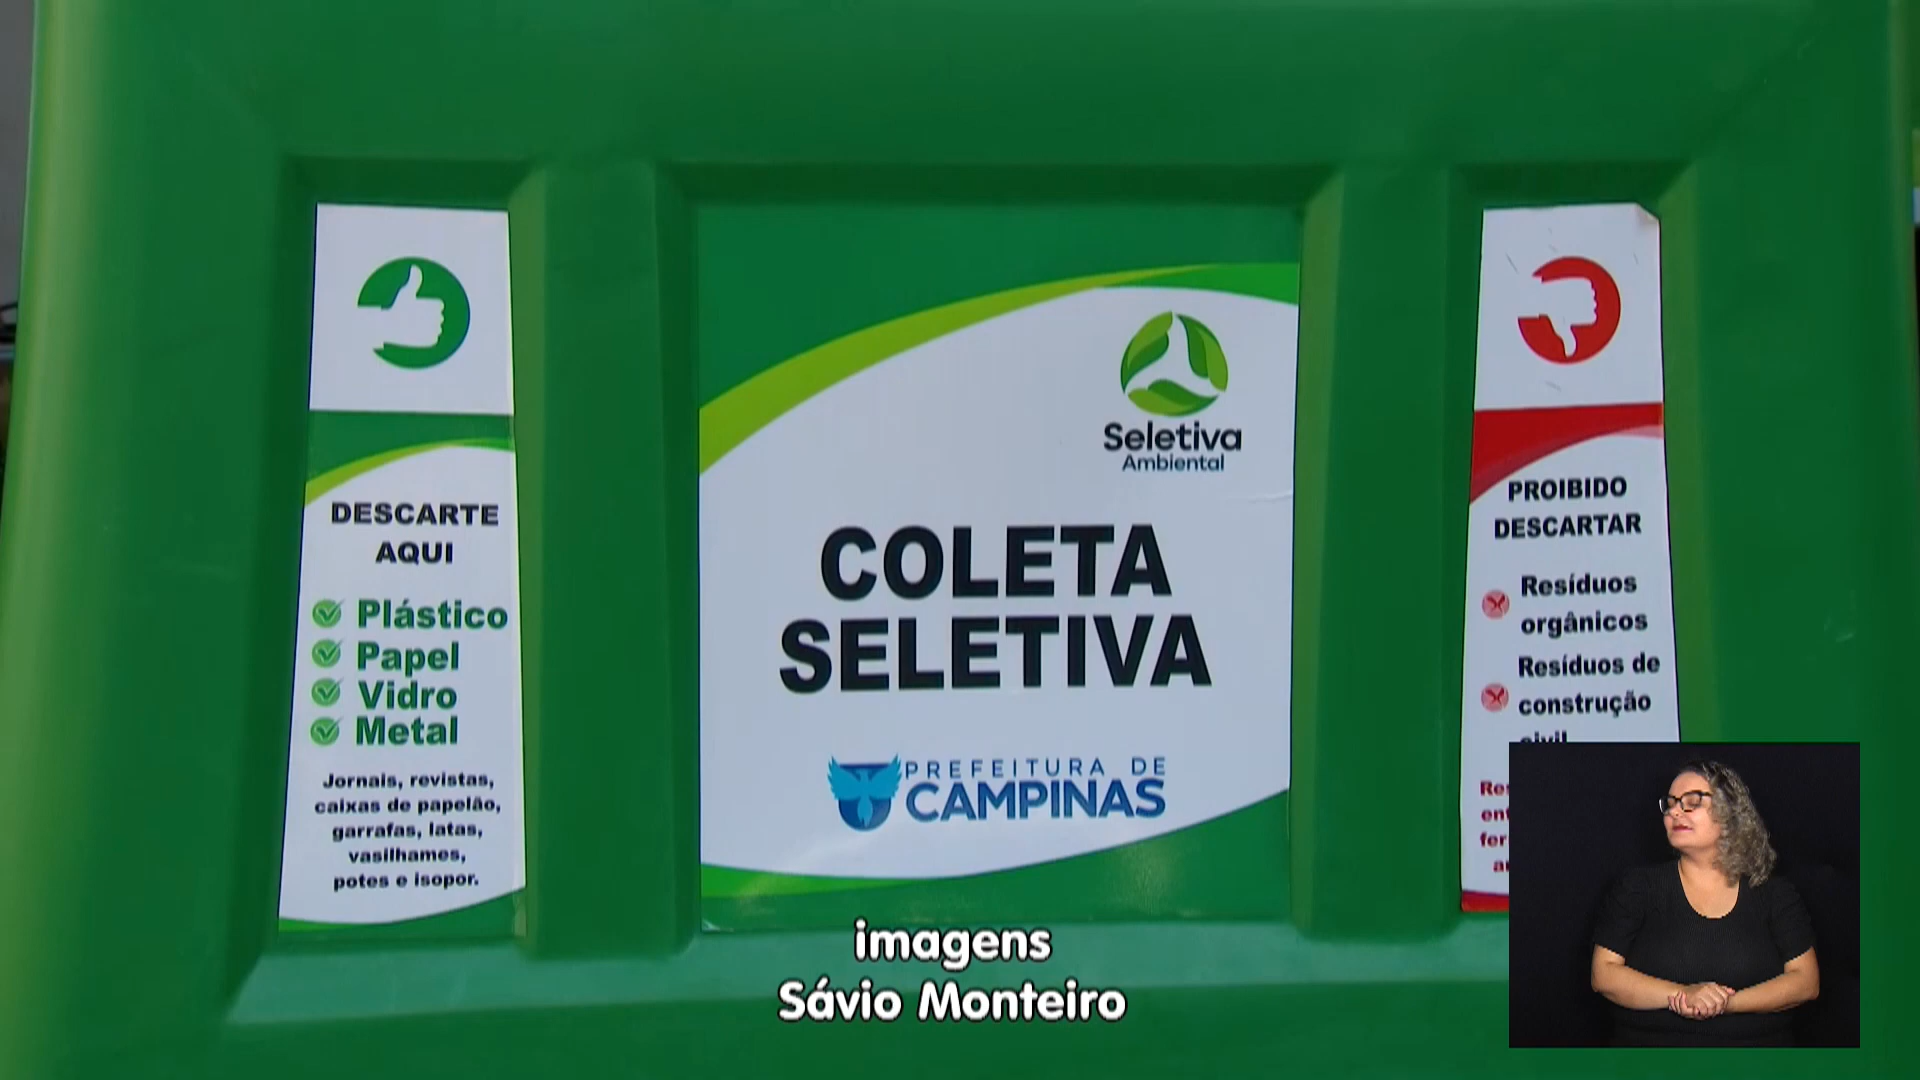 DESCARTE
AQUI
Plástico
Papel
Vidro
Metal
Jornais, revistas,
caixas de papelão,
garrafas, latas,
vasilhames,
potes e isopor.
Seletiva
Ambiental
COLETA
SELETIVA
PREFEITURA DE
CAMPINAS
PROIBIDO
DESCARTAR
Resíduos
orgânicos
Resíduos de
construção
civil
imagens
Sávio Monteiro